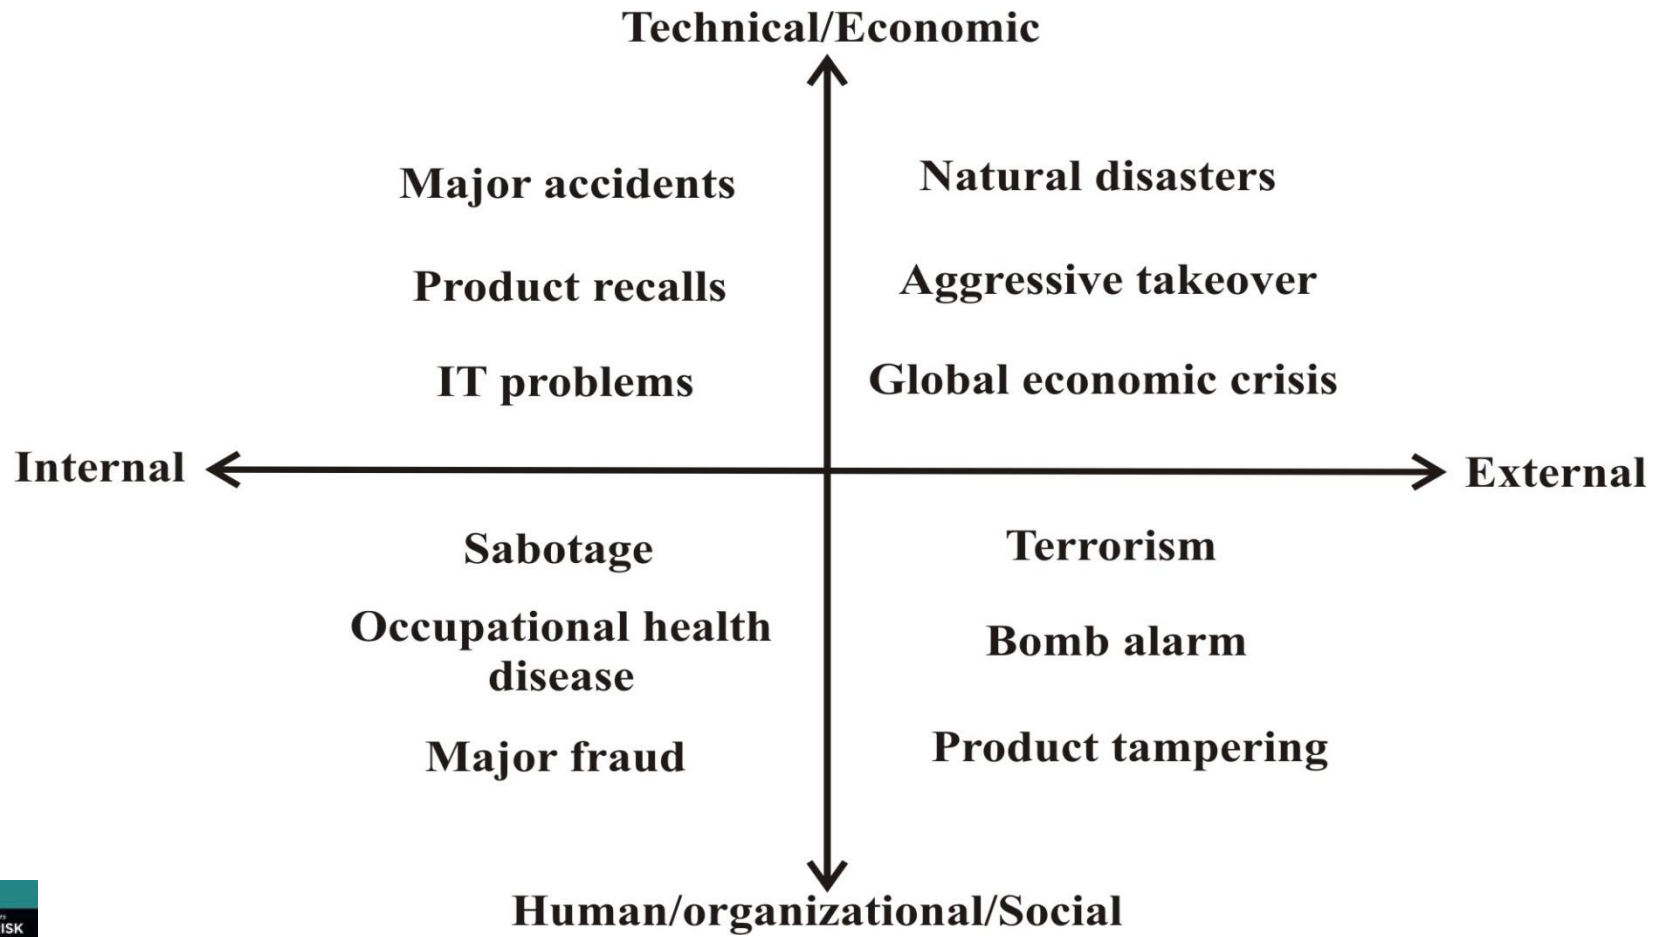 Technical/Economic
Major accidents
Natural disasters
Product recalls
Aggressive takeover
IT problems
Global economic crisis
Internal
External
Sabotage
Terrorism
Occupational health
disease
Bomb alarm
Major fraud
Product tampering
Human/organizational/Social